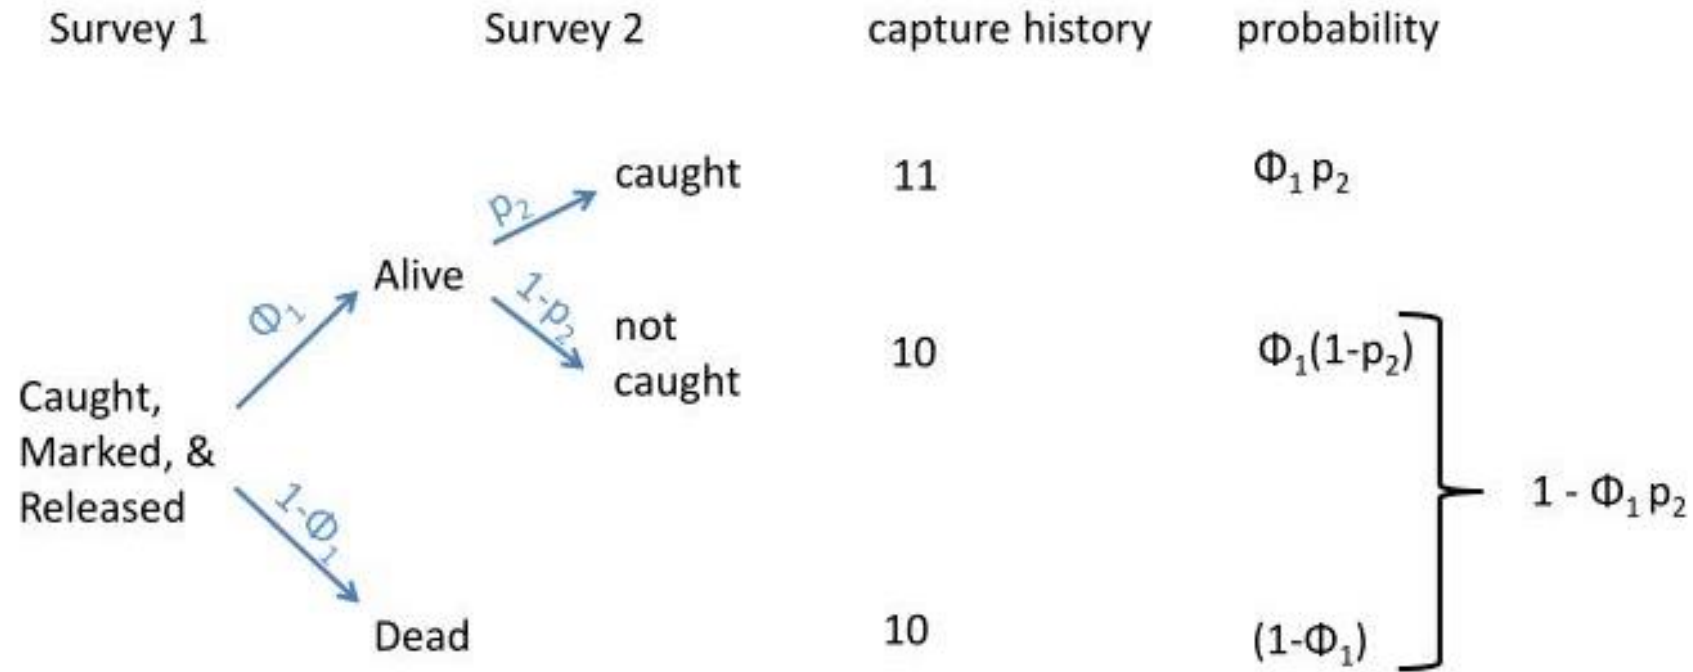 Survey 1 Survey 2 capture history probability
caught 11 Φ₁ p₂
p₂
Alive
Φ₁
1-p₂
not
caught
10 Φ₁(1-p₂)
Caught,
Marked, &
Released
1-Φ₁
1 - Φ₁ p₂
Dead 10 (1-Φ₁)